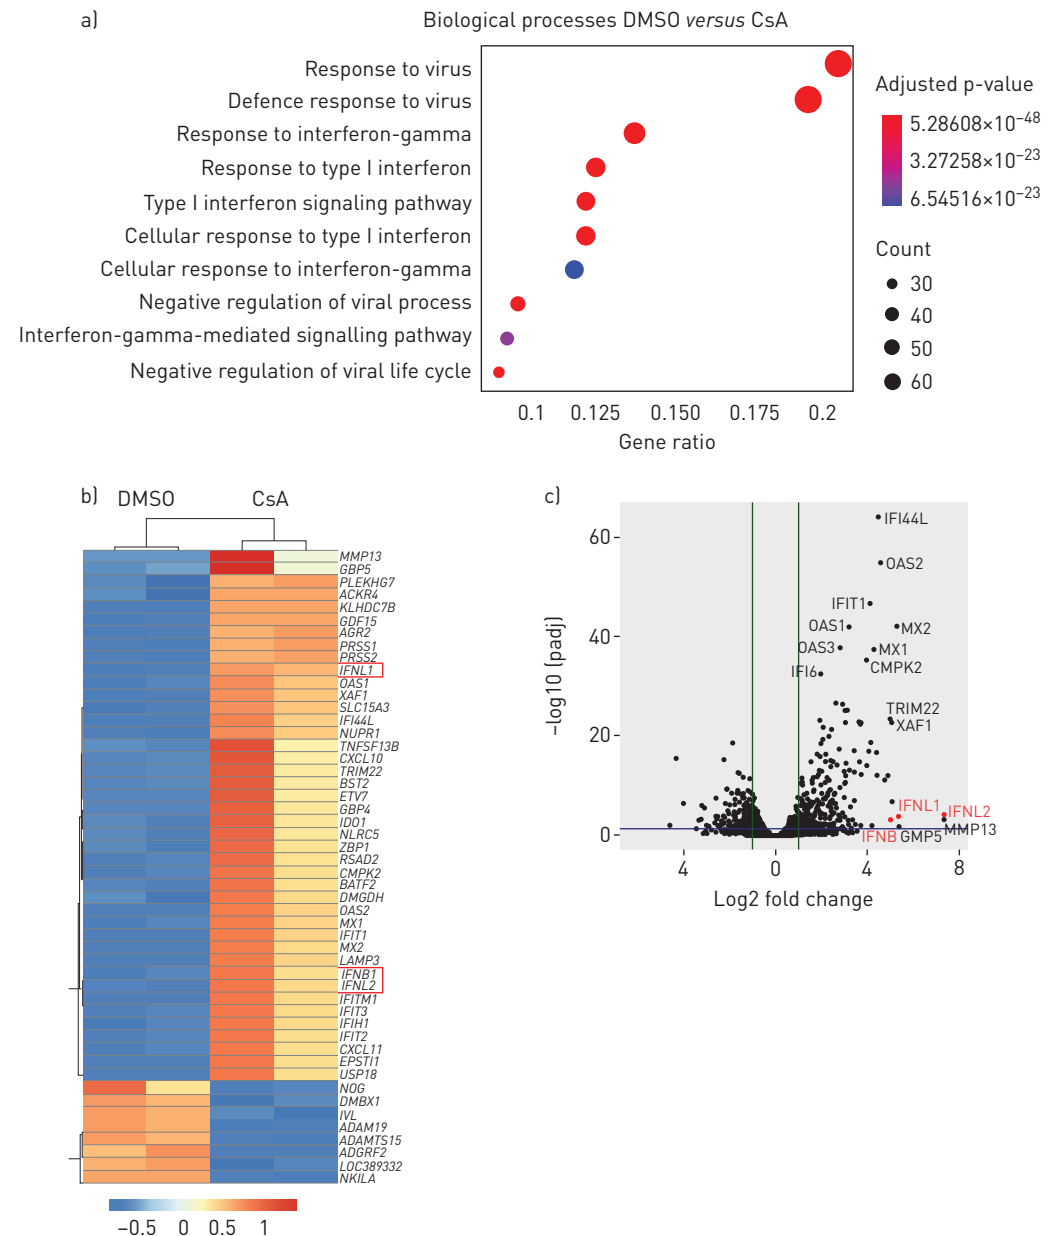 a)
Biological processes DMSO versus CsA
Response to virus
Defence response to virus
Response to interferon-gamma
Response to type I interferon
Type I interferon signaling pathway
Cellular response to type I interferon
Cellular response to interferon-gamma
Negative regulation of viral process
Interferon-gamma-mediated signalling pathway
Negative regulation of viral life cycle
0.1 0.125 0.150 0.175 0.2
Gene ratio
Adjusted p-value
5.28608×10⁻⁴⁸
3.27258×10⁻²³
6.54516×10⁻²³
Count
30
40
50
60
b)
DMSO CsA
MMP13
GBP5
PLEKHG7
ACKR4
KLHDC7B
GDF15
AGR2
PRSS1
PRSS2
IFNL1
OAS1
XAF1
SLC15A3
IFI44L
NUPR1
TNFSF13B
CXCL10
TRIM22
BST2
ETV7
GBP4
IDO1
NLRC5
ZBP1
RSAD2
CMPK2
BATF2
DMGDH
OAS2
MX1
IFIT1
MX2
LAMP3
IFNB1
IFNL2
IFITM1
IFIT3
IFIH1
IFIT2
CXCL11
EPSTI1
USP18
NOG
DMBX1
IVL
ADAM19
ADAMTS15
ADGRF2
LOC389332
NKILA
−0.5 0 0.5 1
c)
−log10 (padj)
60
40
20
0
IFI44L
OAS2
IFIT1
OAS1
MX2
OAS3
MX1
CMPK2
IFI6
TRIM22
XAF1
IFNL1
IFNL2
MMP13
IFNB
GMP5
4 0 4 8
Log2 fold change